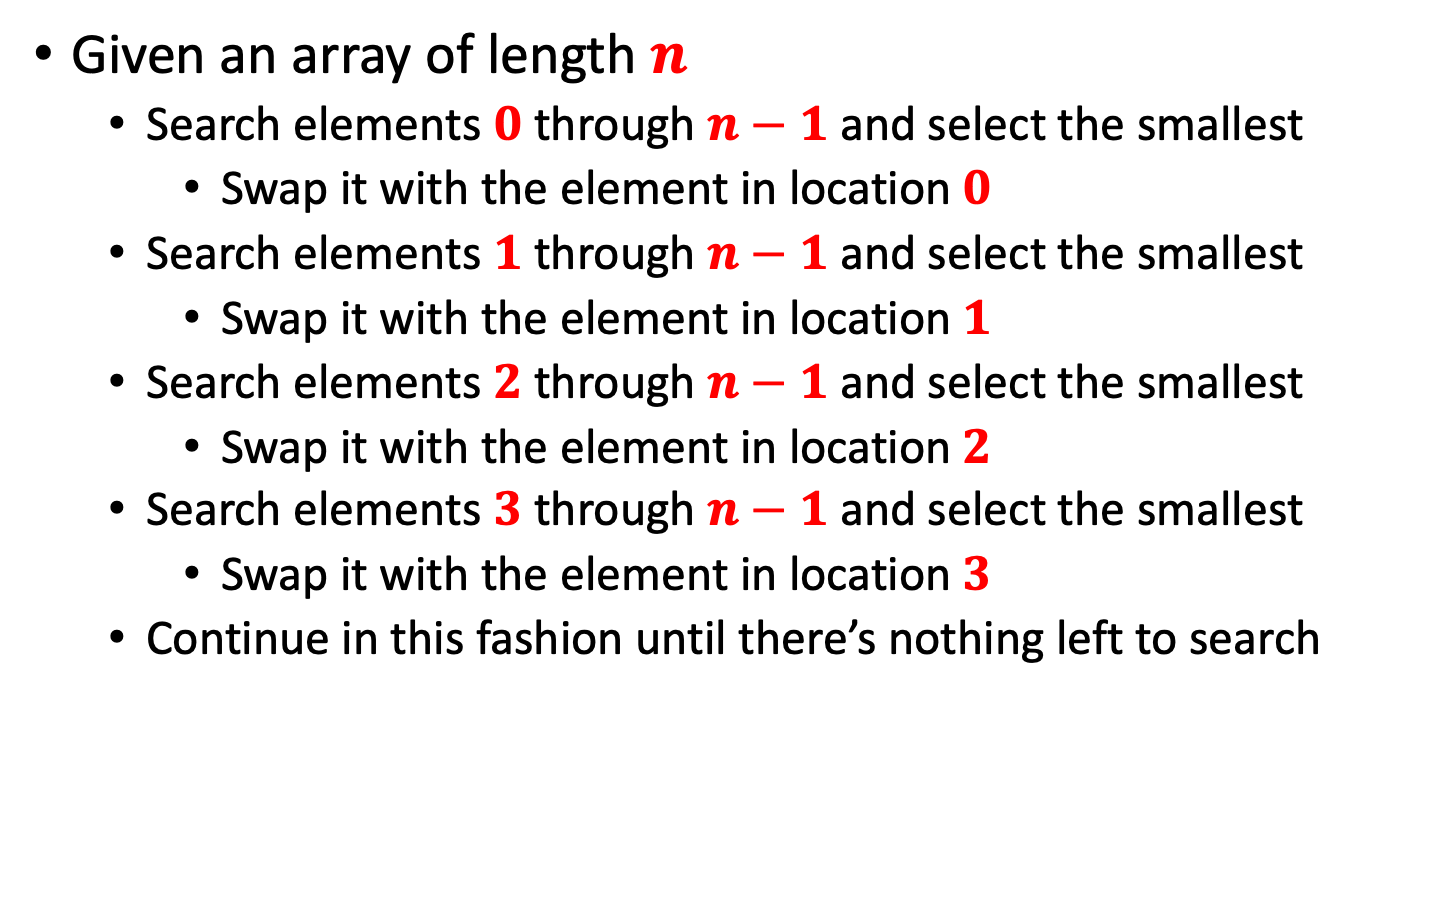 • Given an array of length n
• Search elements 0 through n − 1 and select the smallest
• Swap it with the element in location 0
• Search elements 1 through n − 1 and select the smallest
• Swap it with the element in location 1
• Search elements 2 through n − 1 and select the smallest
• Swap it with the element in location 2
• Search elements 3 through n − 1 and select the smallest
• Swap it with the element in location 3
• Continue in this fashion until there’s nothing left to search